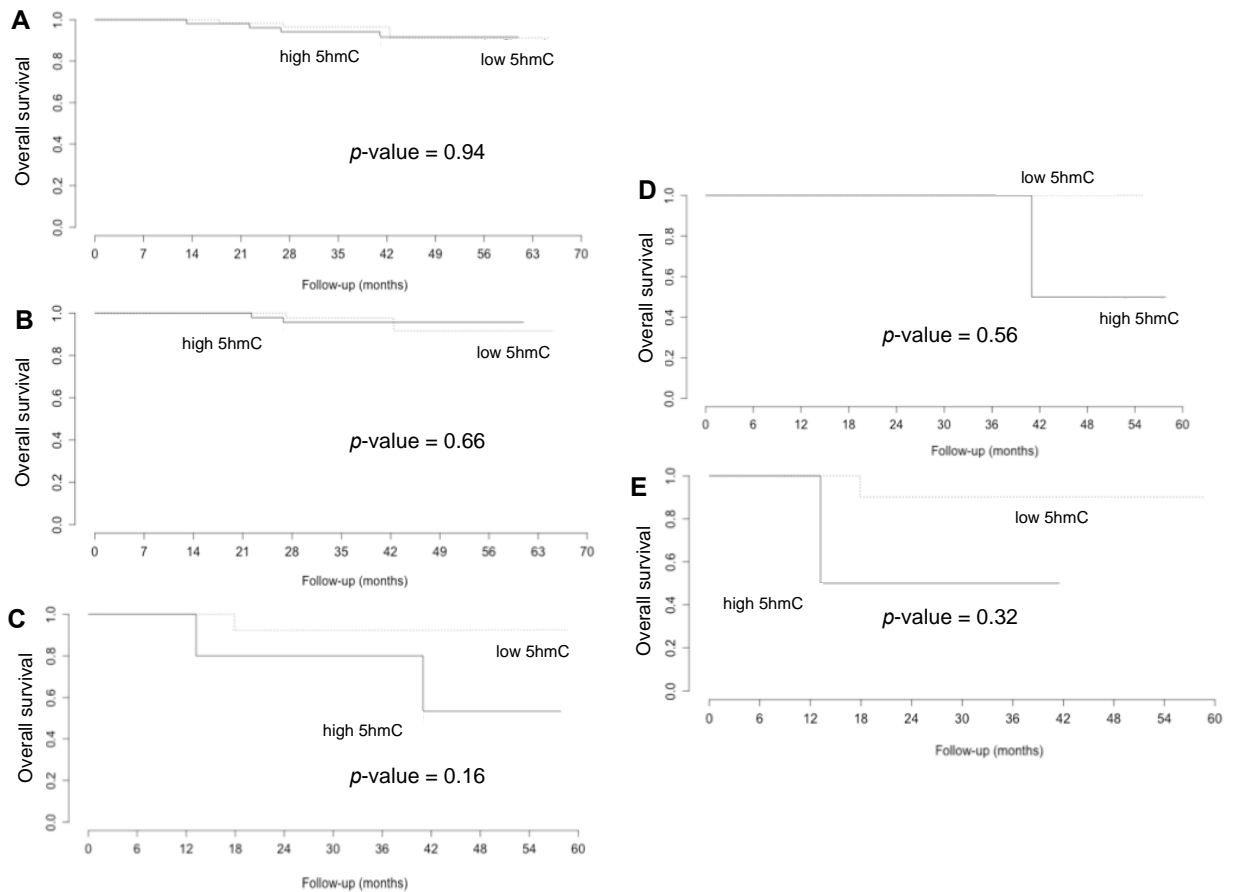 A
Overall survival
1.0
0.8
0.6
0.4
0.2
0.0
high 5hmC
low 5hmC
p-value = 0.94
0 7 14 21 28 35 42 49 56 63 70
Follow-up (months)
B
Overall survival
1.0
0.8
0.6
0.4
0.2
0.0
high 5hmC
low 5hmC
p-value = 0.66
0 7 14 21 28 35 42 49 56 63 70
Follow-up (months)
C
Overall survival
1.0
0.8
0.6
0.4
0.2
0.0
low 5hmC
high 5hmC
p-value = 0.16
0 6 12 18 24 30 36 42 48 54 60
Follow-up (months)
D
Overall survival
1.0
0.8
0.6
0.4
0.2
0.0
low 5hmC
high 5hmC
p-value = 0.56
0 6 12 18 24 30 36 42 48 54 60
Follow-up (months)
E
Overall survival
1.0
0.8
0.6
0.4
0.2
0.0
low 5hmC
high 5hmC
p-value = 0.32
0 6 12 18 24 30 36 42 48 54 60
Follow-up (months)